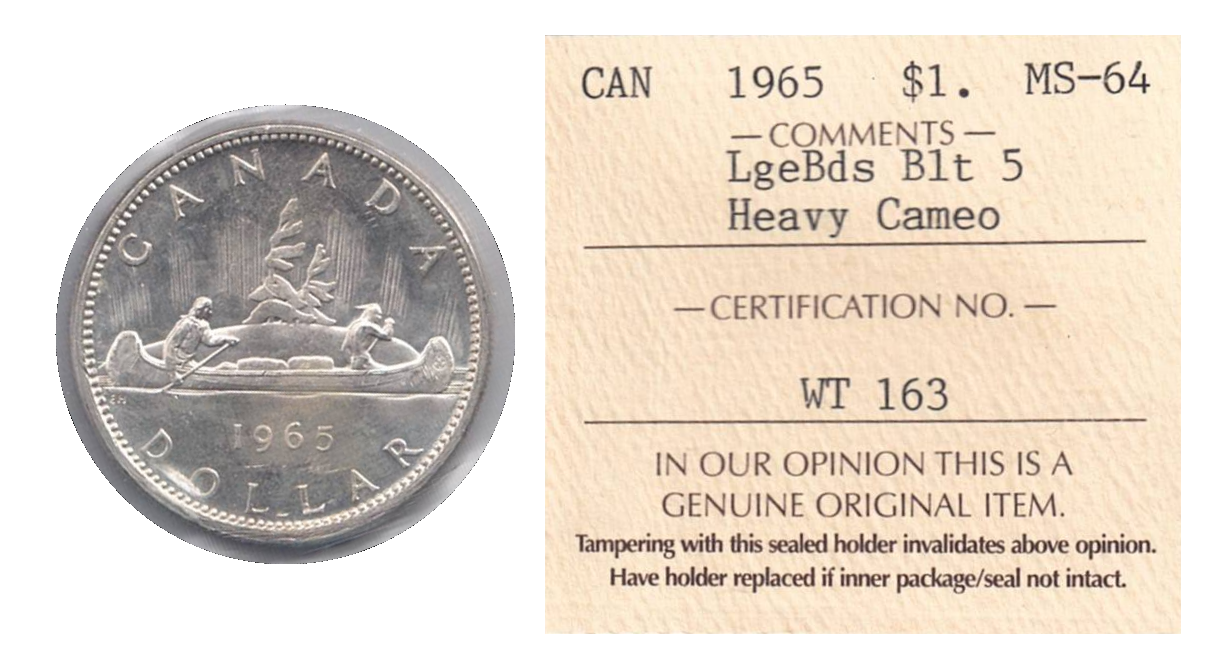 CANADA
EH
1965
DOLLAR
CAN 1965 $1. MS-64
— COMMENTS —
LgeBds Blt 5
Heavy Cameo
— CERTIFICATION NO. —
WT 163
IN OUR OPINION THIS IS A
GENUINE ORIGINAL ITEM.
Tampering with this sealed holder invalidates above opinion.
Have holder replaced if inner package/seal not intact.